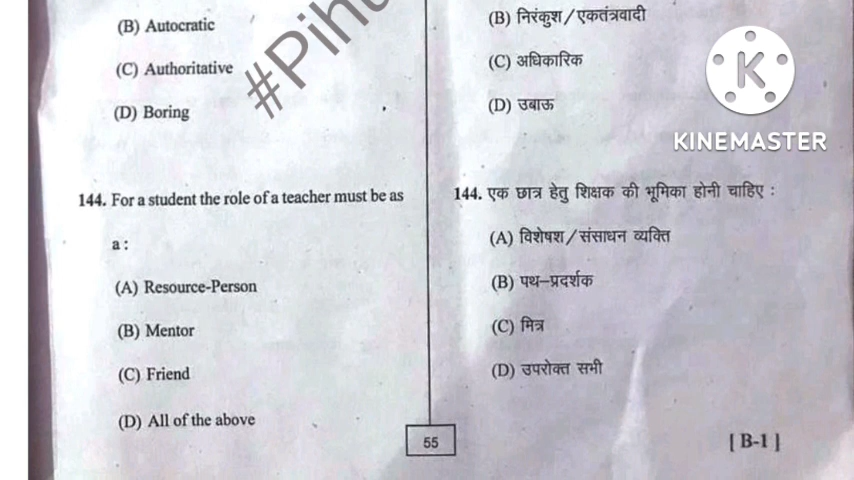 (B) Autocratic
(C) Authoritative
(D) Boring
144. For a student the role of a teacher must be as
a :
(A) Resource-Person
(B) Mentor
(C) Friend
(D) All of the above
(B) निरंकुश/एकतंत्रवादी
(C) अधिकारिक
(D) उबाऊ
144. एक छात्र हेतु शिक्षक की भूमिका होनी चाहिए :
(A) विशेषश/संसाधन व्यक्ति
(B) पथ–प्रदर्शक
(C) मित्र
(D) उपरोक्त सभी
55
[ B-1 ]
K
KINEMASTER